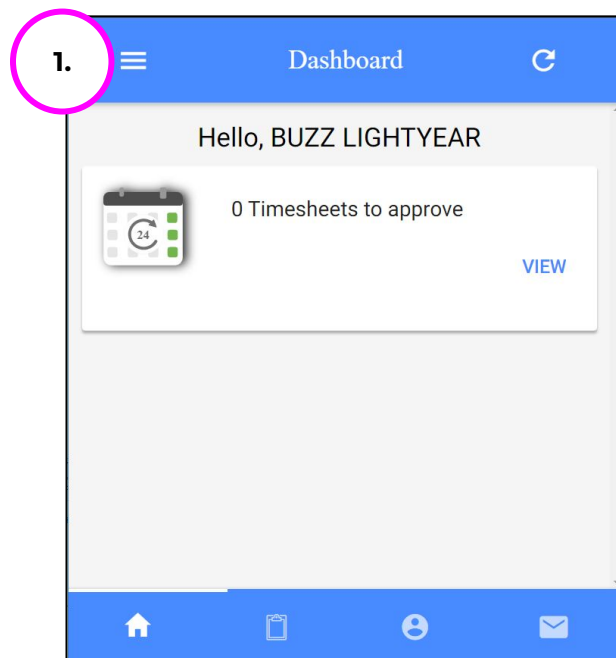 1.
Dashboard
Hello, BUZZ LIGHTYEAR
0 Timesheets to approve
24
VIEW